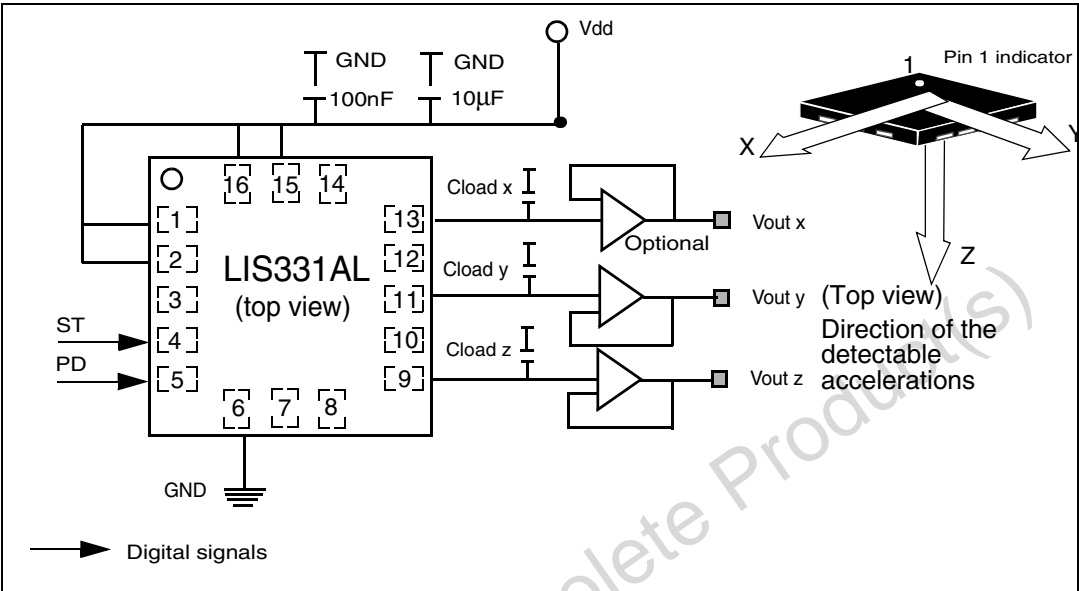 Vdd
GND
GND
100nF
10µF
1
Pin 1 indicator
X
Y
Z
16
15
14
1
2
3
4
5
6
7
8
9
10
11
12
13
LIS331AL
(top view)
ST
PD
Cload x
Cload y
Cload z
Optional
Vout x
Vout y
Vout z
(Top view)
Direction of the
detectable
accelerations
GND
Digital signals
olete Product(s)